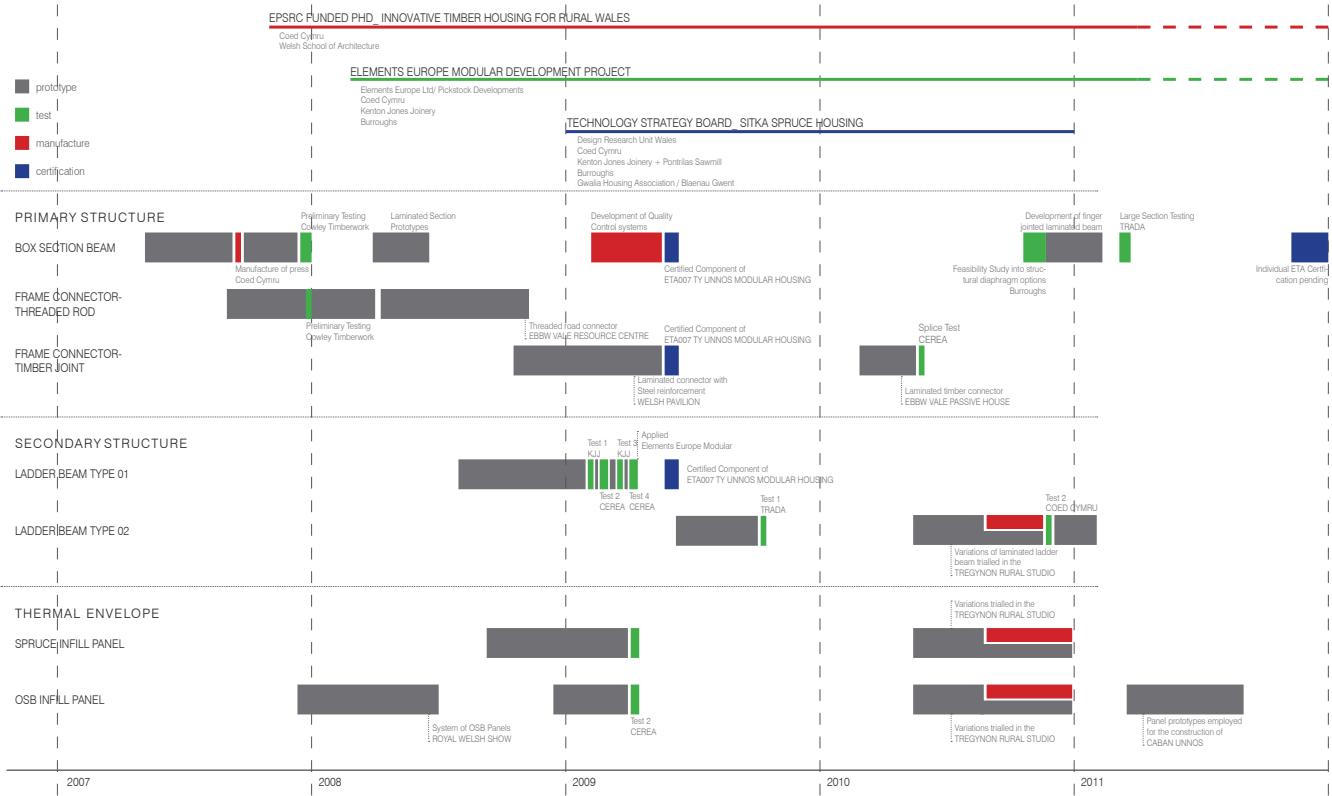 EPSRC FUNDED PHD_ INNOVATIVE TIMBER HOUSING FOR RURAL WALES
Coed Cymru
Welsh School of Architecture
ELEMENTS EUROPE MODULAR DEVELOPMENT PROJECT
Elements Europe Ltd/ Pickstock Developments
Coed Cymru
Kenton Jones Joinery
Burroughs
TECHNOLOGY STRATEGY BOARD_ SITKA SPRUCE HOUSING
Design Research Unit Wales
Coed Cymru
Kenton Jones Joinery + Pontrilas Sawmill
Burroughs
Gwalia Housing Association / Blaenau Gwent
prototype
test
manufacture
certification
PRIMARY STRUCTURE
BOX SECTION BEAM
Preliminary Testing
Cowley Timberwork
Laminated Section
Prototypes
Development of Quality
Control systems
Development of finger
jointed laminated beam
Large Section Testing
TRADA
Manufacture of press
Coed Cymru
Certified Component of
ETA007 TY UNNOS MODULAR HOUSING
Feasibility Study into struc-
tural diaphragm options
Burroughs
Individual ETA Certifi-
cation pending
FRAME CONNECTOR-
THREADED ROD
Preliminary Testing
Cowley Timberwork
Threaded road connector
EBBW VALE RESOURCE CENTRE
Certified Component of
ETA007 TY UNNOS MODULAR HOUSING
Splice Test
CEREA
FRAME CONNECTOR-
TIMBER JOINT
Laminated connector with
Steel reinforcement
WELSH PAVILION
Laminated timber connector
EBBW VALE PASSIVE HOUSE
SECONDARY STRUCTURE
LADDER BEAM TYPE 01
Test 1
KJJ
Test 3
KJJ
Applied
Elements Europe Modular
Test 2
CEREA
Test 4
CEREA
Certified Component of
ETA007 TY UNNOS MODULAR HOUSING
LADDER BEAM TYPE 02
Test 1
TRADA
Test 2
COED CYMRU
Variations of laminated ladder
beam trialled in the
TREGYNON RURAL STUDIO
THERMAL ENVELOPE
SPRUCE INFILL PANEL
Variations trialled in the
TREGYNON RURAL STUDIO
OSB INFILL PANEL
System of OSB Panels
ROYAL WELSH SHOW
Test 2
CEREA
Variations trialled in the
TREGYNON RURAL STUDIO
Panel prototypes employed
for the construction of
CABAN UNNOS
2007
2008
2009
2010
2011